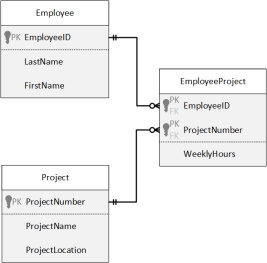 Employee
PK EmployeeID
LastName
FirstName
EmployeeProject
PK
FK
EmployeeID
PK
FK
ProjectNumber
WeeklyHours
Project
PK ProjectNumber
ProjectName
ProjectLocation